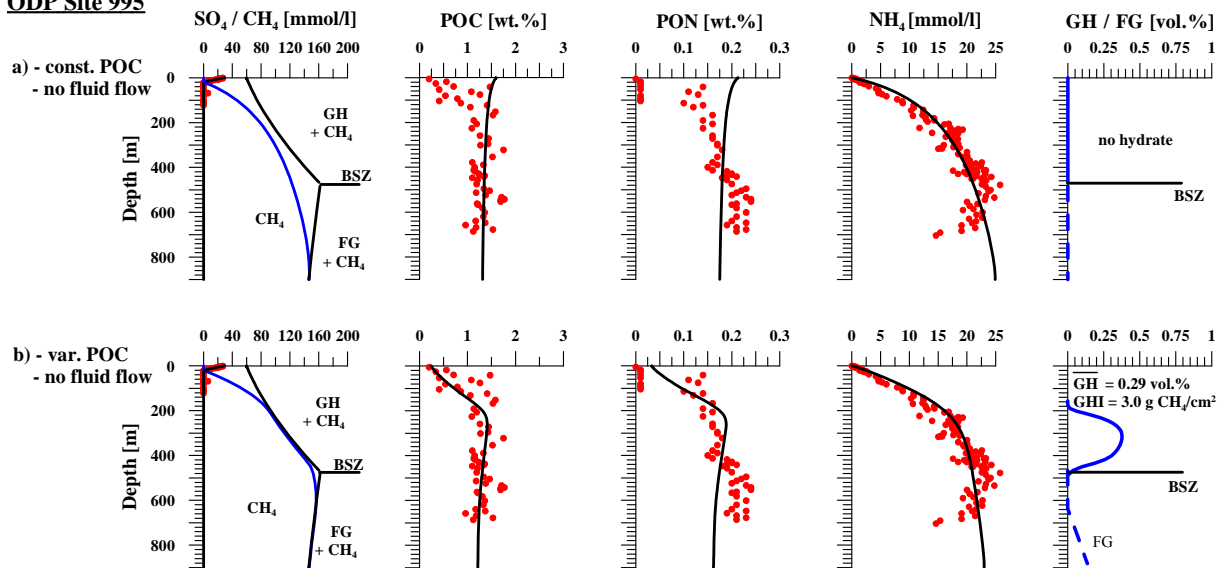 ODP Site 995
SO₄ / CH₄ [mmol/l]
POC [wt.%]
PON [wt.%]
NH₄ [mmol/l]
GH / FG [vol.%]
0 40 80 120 160 200
0 1 2 3
0 0.1 0.2 0.3
0 5 10 15 20 25
0 0.25 0.5 0.75 1
a) - const. POC
- no fluid flow
Depth [m]
0
200
400
600
800
GH
+ CH₄
BSZ
CH₄
FG
+ CH₄
no hydrate
BSZ
0 40 80 120 160 200
0 1 2 3
0 0.1 0.2 0.3
0 5 10 15 20 25
0 0.25 0.5 0.75 1
b) - var. POC
- no fluid flow
Depth [m]
0
200
400
600
800
GH
+ CH₄
BSZ
CH₄
FG
+ CH₄
G̅H̅ = 0.29 vol.%
GHI = 3.0 g CH₄/cm²
BSZ
FG